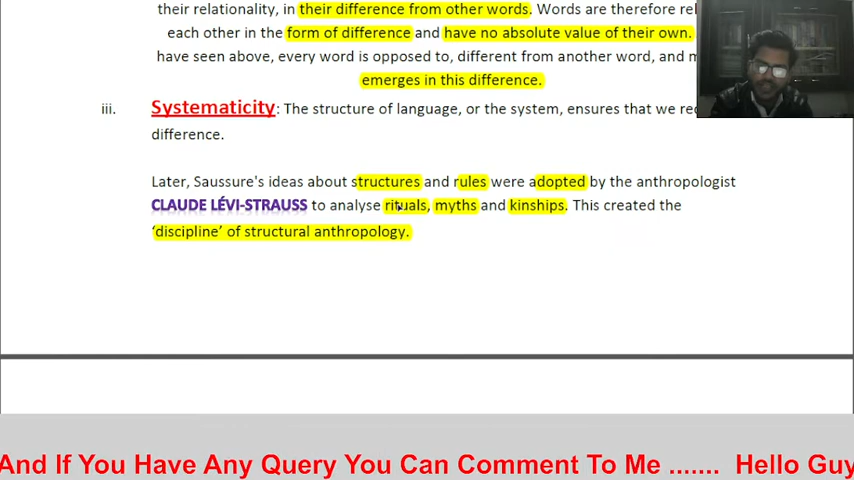 their relationality, in their difference from other words. Words are therefore
each other in the form of difference and have no absolute value of their own.
have seen above, every word is opposed to, different from another word, and
emerges in this difference.
iii. Systematicity: The structure of language, or the system, ensures that we
difference.
Later, Saussure's ideas about structures and rules were adopted by the anthropologist
CLAUDE LÉVI-STRAUSS to analyse rituals, myths and kinships. This created the
'discipline' of structural anthropology.
And If You Have Any Query You Can Comment To Me ....... Hello Guy